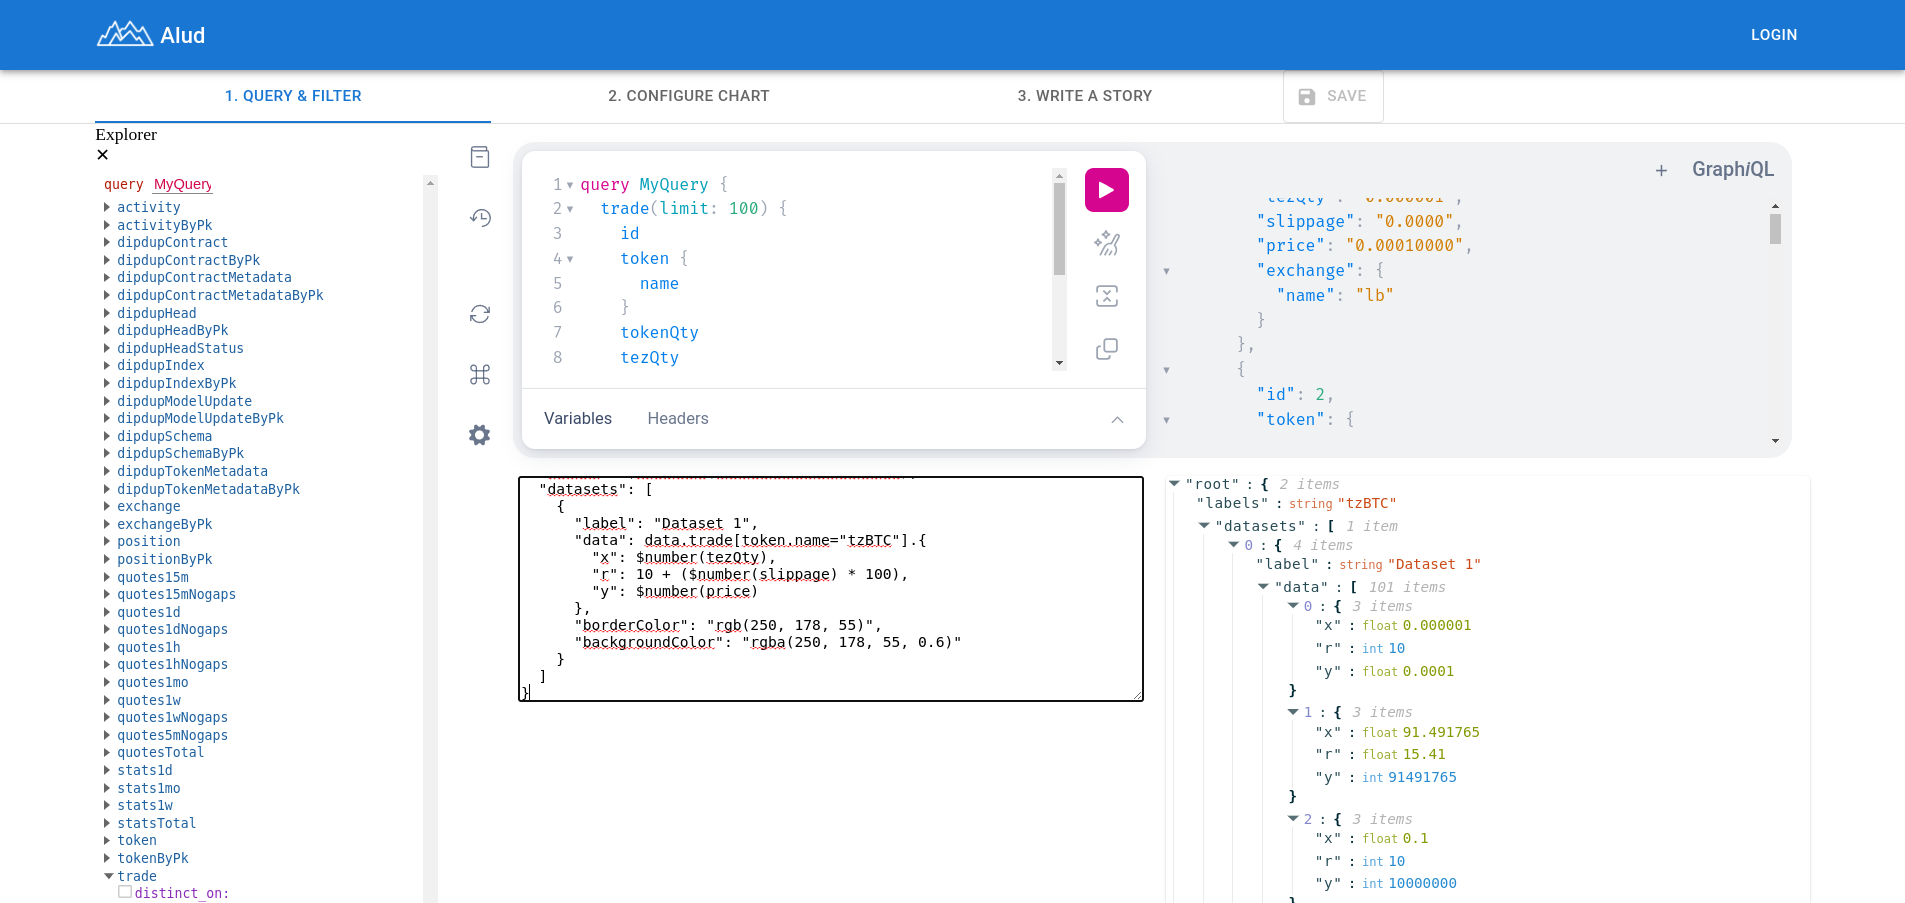 Alud
LOGIN
1. QUERY & FILTER
2. CONFIGURE CHART
3. WRITE A STORY
SAVE
Explorer
✕
query MyQuery
activity
activityByPk
dipdupContract
dipdupContractByPk
dipdupContractMetadata
dipdupContractMetadataByPk
dipdupHead
dipdupHeadByPk
dipdupHeadStatus
dipdupIndex
dipdupIndexByPk
dipdupModelUpdate
dipdupModelUpdateByPk
dipdupSchema
dipdupSchemaByPk
dipdupTokenMetadata
dipdupTokenMetadataByPk
exchange
exchangeByPk
position
positionByPk
quotes15m
quotes15mNogaps
quotes1d
quotes1dNogaps
quotes1h
quotes1hNogaps
quotes1mo
quotes1w
quotes1wNogaps
quotes5mNogaps
quotesTotal
stats1d
stats1mo
stats1w
statsTotal
token
tokenByPk
trade
distinct_on:
1 query MyQuery {
2 trade(limit: 100) {
3 id
4 token {
5 name
6 }
7 tokenQty
8 tezQty
Variables
Headers
+ GraphiQL
"tezQty": "0.000001",
"slippage": "0.0000",
"price": "0.00010000",
"exchange": {
"name": "lb"
}
},
{
"id": 2,
"token": {
"datasets": [
{
"label": "Dataset 1",
"data": data.trade[token.name="tzBTC"].{
"x": $number(tezQty),
"r": 10 + ($number(slippage) * 100),
"y": $number(price)
},
"borderColor": "rgb(250, 178, 55)",
"backgroundColor": "rgba(250, 178, 55, 0.6)"
}
]
}
"root" : { 2 items
"labels" : string "tzBTC"
"datasets" : [ 1 item
0 : { 4 items
"label" : string "Dataset 1"
"data" : [ 101 items
0 : { 3 items
"x" : float 0.000001
"r" : int 10
"y" : float 0.0001
}
1 : { 3 items
"x" : float 91.491765
"r" : float 15.41
"y" : int 91491765
}
2 : { 3 items
"x" : float 0.1
"r" : int 10
"y" : int 10000000
}